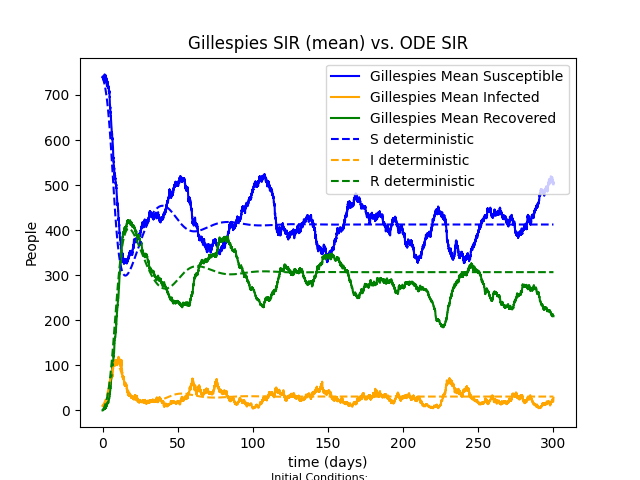 Gillespies SIR (mean) vs. ODE SIR
Gillespies Mean Susceptible
Gillespies Mean Infected
Gillespies Mean Recovered
S deterministic
I deterministic
R deterministic
People
700
600
500
400
300
200
100
0
0 50 100 150 200 250 300
time (days)
Initial Conditions: